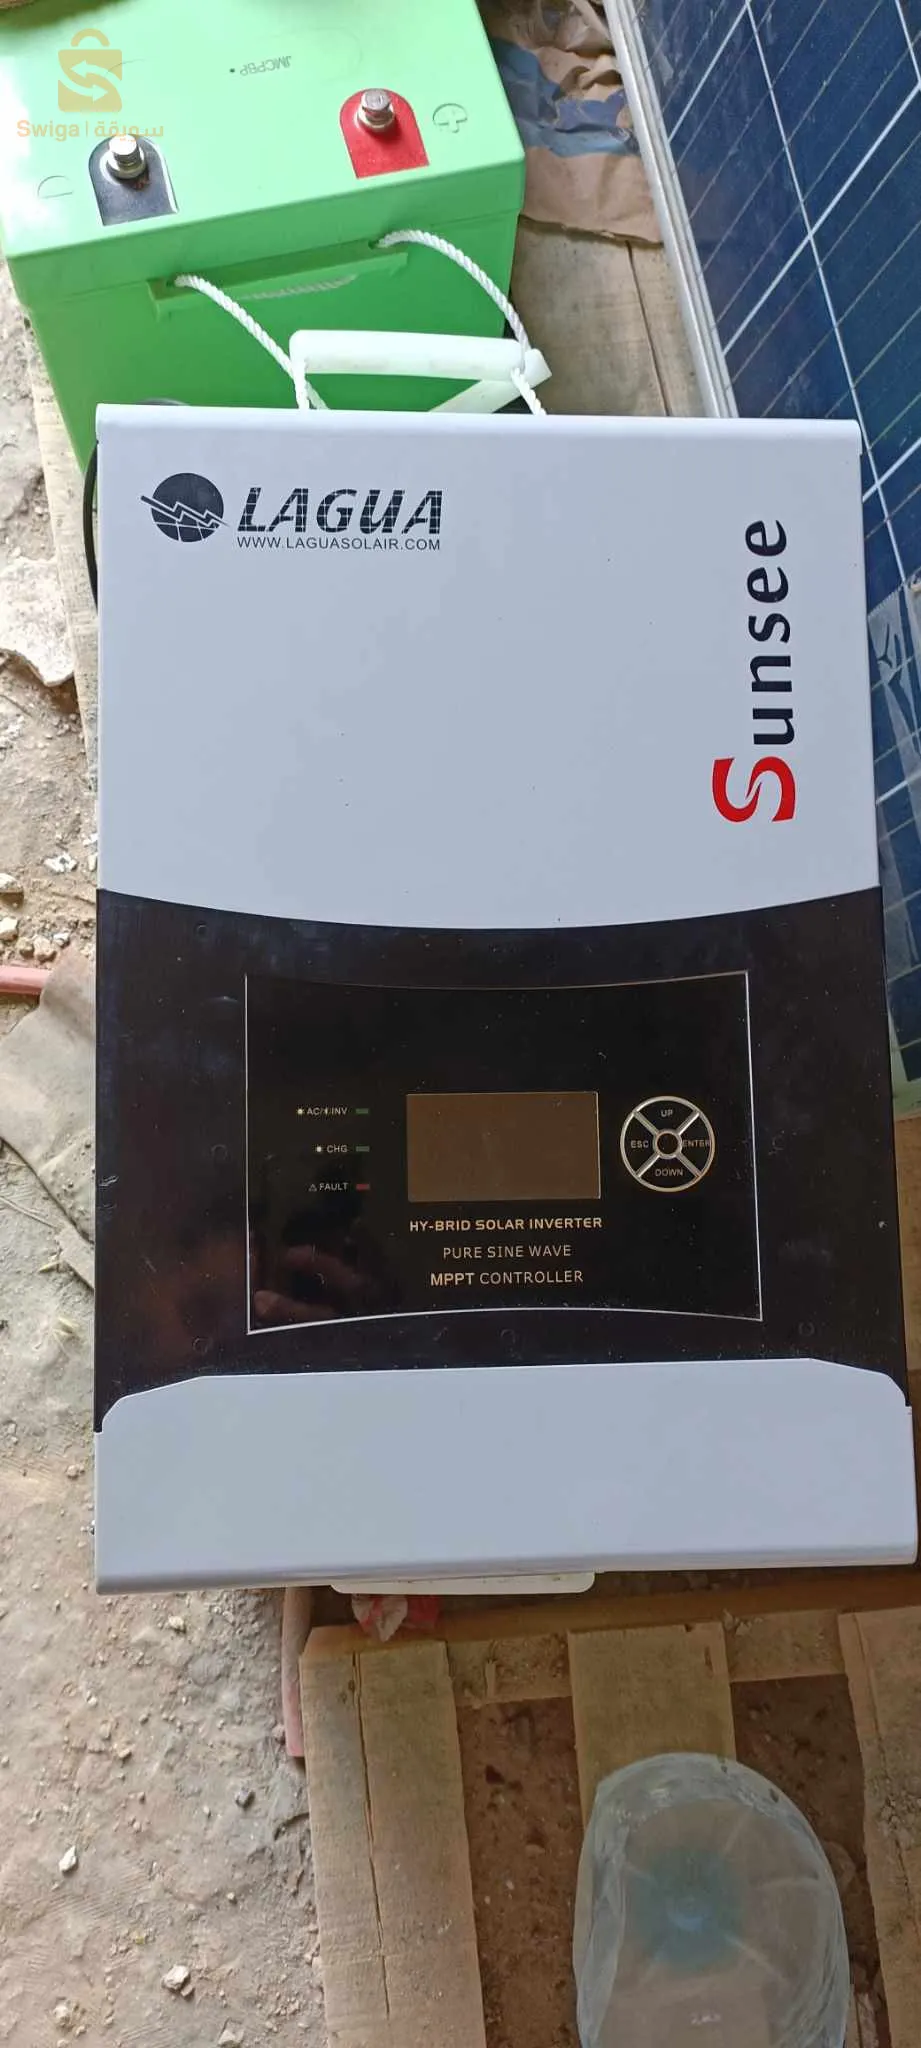 Swiga | سويقة
JMCPBP
LAGUA
WWW.LAGUASOLAIR.COM
Sunsee
AC/INV
CHG
FAULT
UP
ESC
ENTER
DOWN
HY-BRID SOLAR INVERTER
PURE SINE WAVE
MPPT CONTROLLER